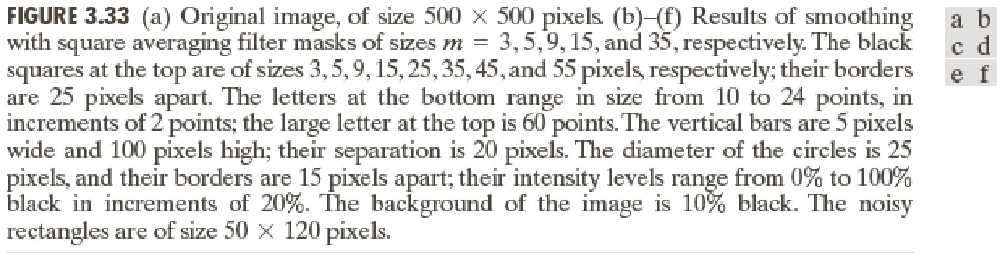 FIGURE 3.33 (a) Original image, of size 500 × 500 pixels. (b)–(f) Results of smoothing
with square averaging filter masks of sizes m = 3, 5, 9, 15, and 35, respectively. The black
squares at the top are of sizes 3, 5, 9, 15, 25, 35, 45, and 55 pixels, respectively; their borders
are 25 pixels apart. The letters at the bottom range in size from 10 to 24 points, in
increments of 2 points; the large letter at the top is 60 points. The vertical bars are 5 pixels
wide and 100 pixels high; their separation is 20 pixels. The diameter of the circles is 25
pixels, and their borders are 15 pixels apart; their intensity levels range from 0% to 100%
black in increments of 20%. The background of the image is 10% black. The noisy
rectangles are of size 50 × 120 pixels.
a b
c d
e f